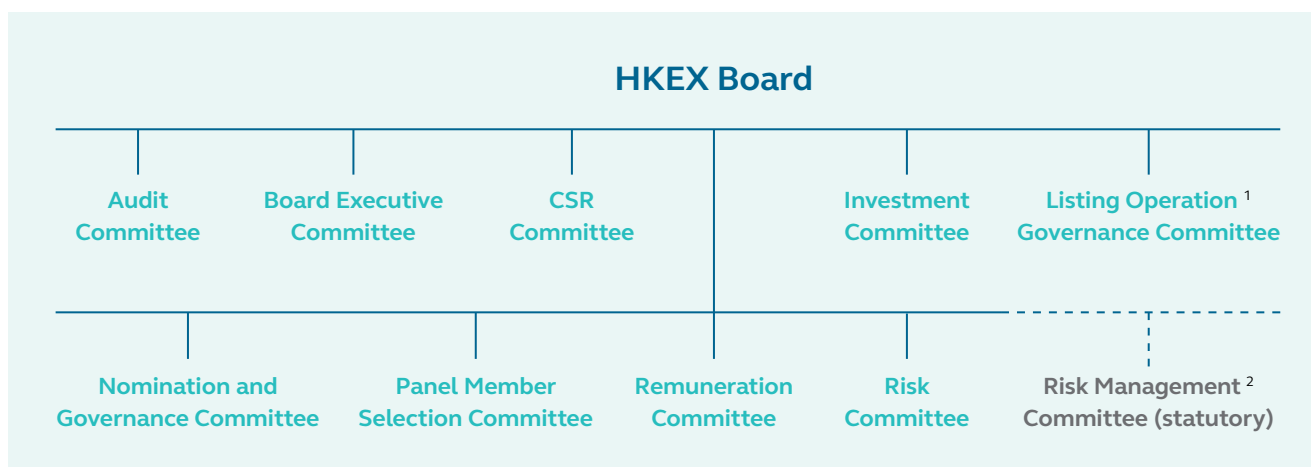 HKEX Board
Audit
Committee
Board Executive
Committee
CSR
Committee
Investment
Committee
Listing Operation 1
Governance Committee
Nomination and
Governance Committee
Panel Member
Selection Committee
Remuneration
Committee
Risk
Committee
Risk Management 2
Committee (statutory)